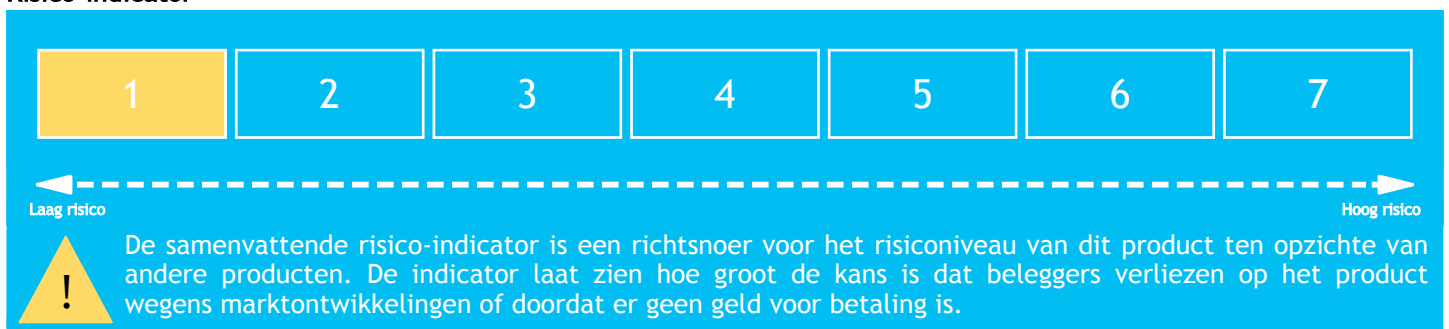 Risico-indicator
1 2 3 4 5 6 7
Laag risico Hoog risico
De samenvattende risico-indicator is een richtsnoer voor het risiconiveau van dit product ten opzichte van
andere producten. De indicator laat zien hoe groot de kans is dat beleggers verliezen op het product
! wegens marktontwikkelingen of doordat er geen geld voor betaling is.